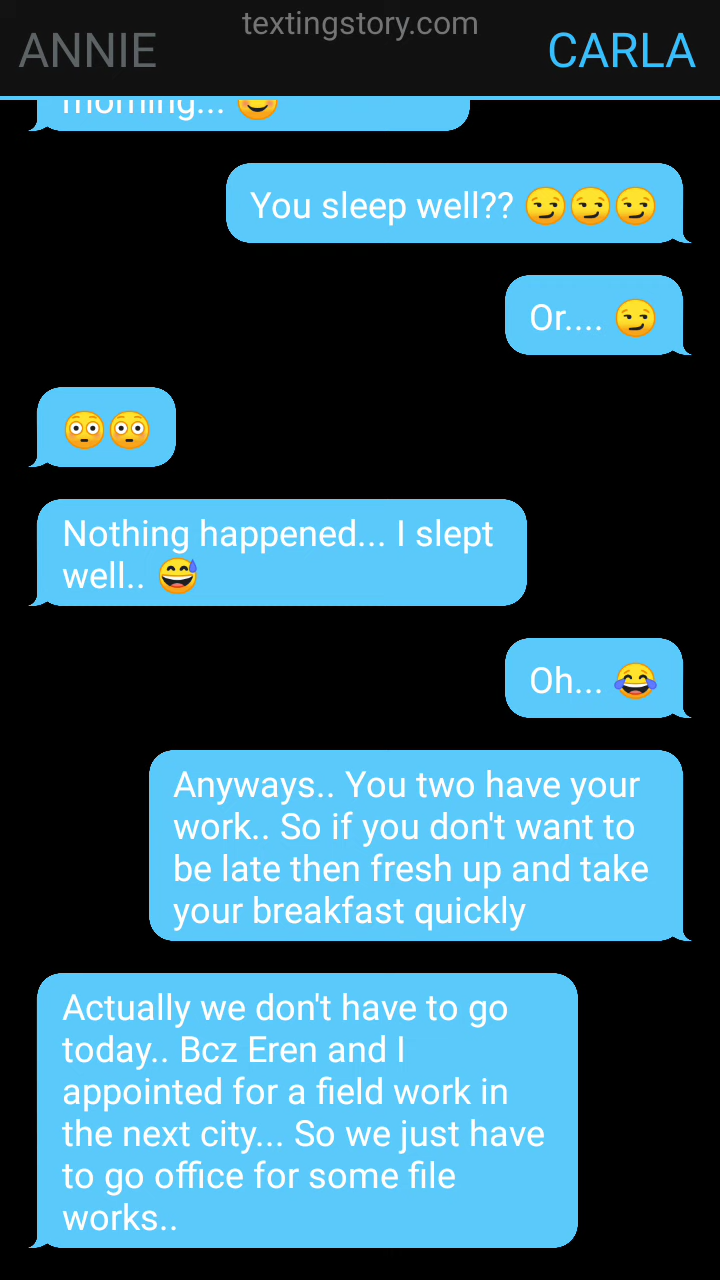 textingstory.com
ANNIE
CARLA
morning... 😊
You sleep well?? 😏😏😏
Or.... 😏
😳😳
Nothing happened... I slept
well.. 😅
Oh... 😂
Anyways.. You two have your
work.. So if you don't want to
be late then fresh up and take
your breakfast quickly
Actually we don't have to go
today.. Bcz Eren and I
appointed for a field work in
the next city... So we just have
to go office for some file
works..